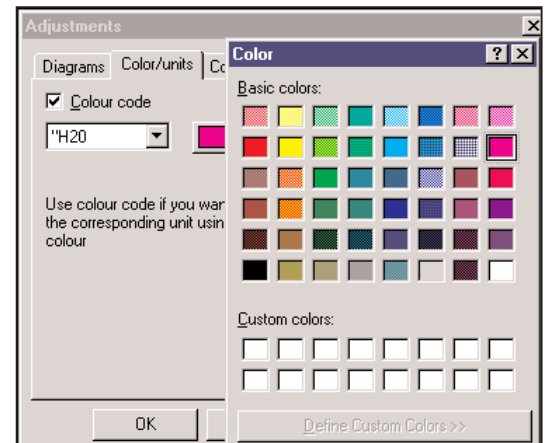 Adjustments
Diagrams Color/units Co
Colour code
"H20
Use colour code if you war
the corresponding unit usin
colour
OK
Color
Basic colors:
Custom colors:
Define Custom Colors >>